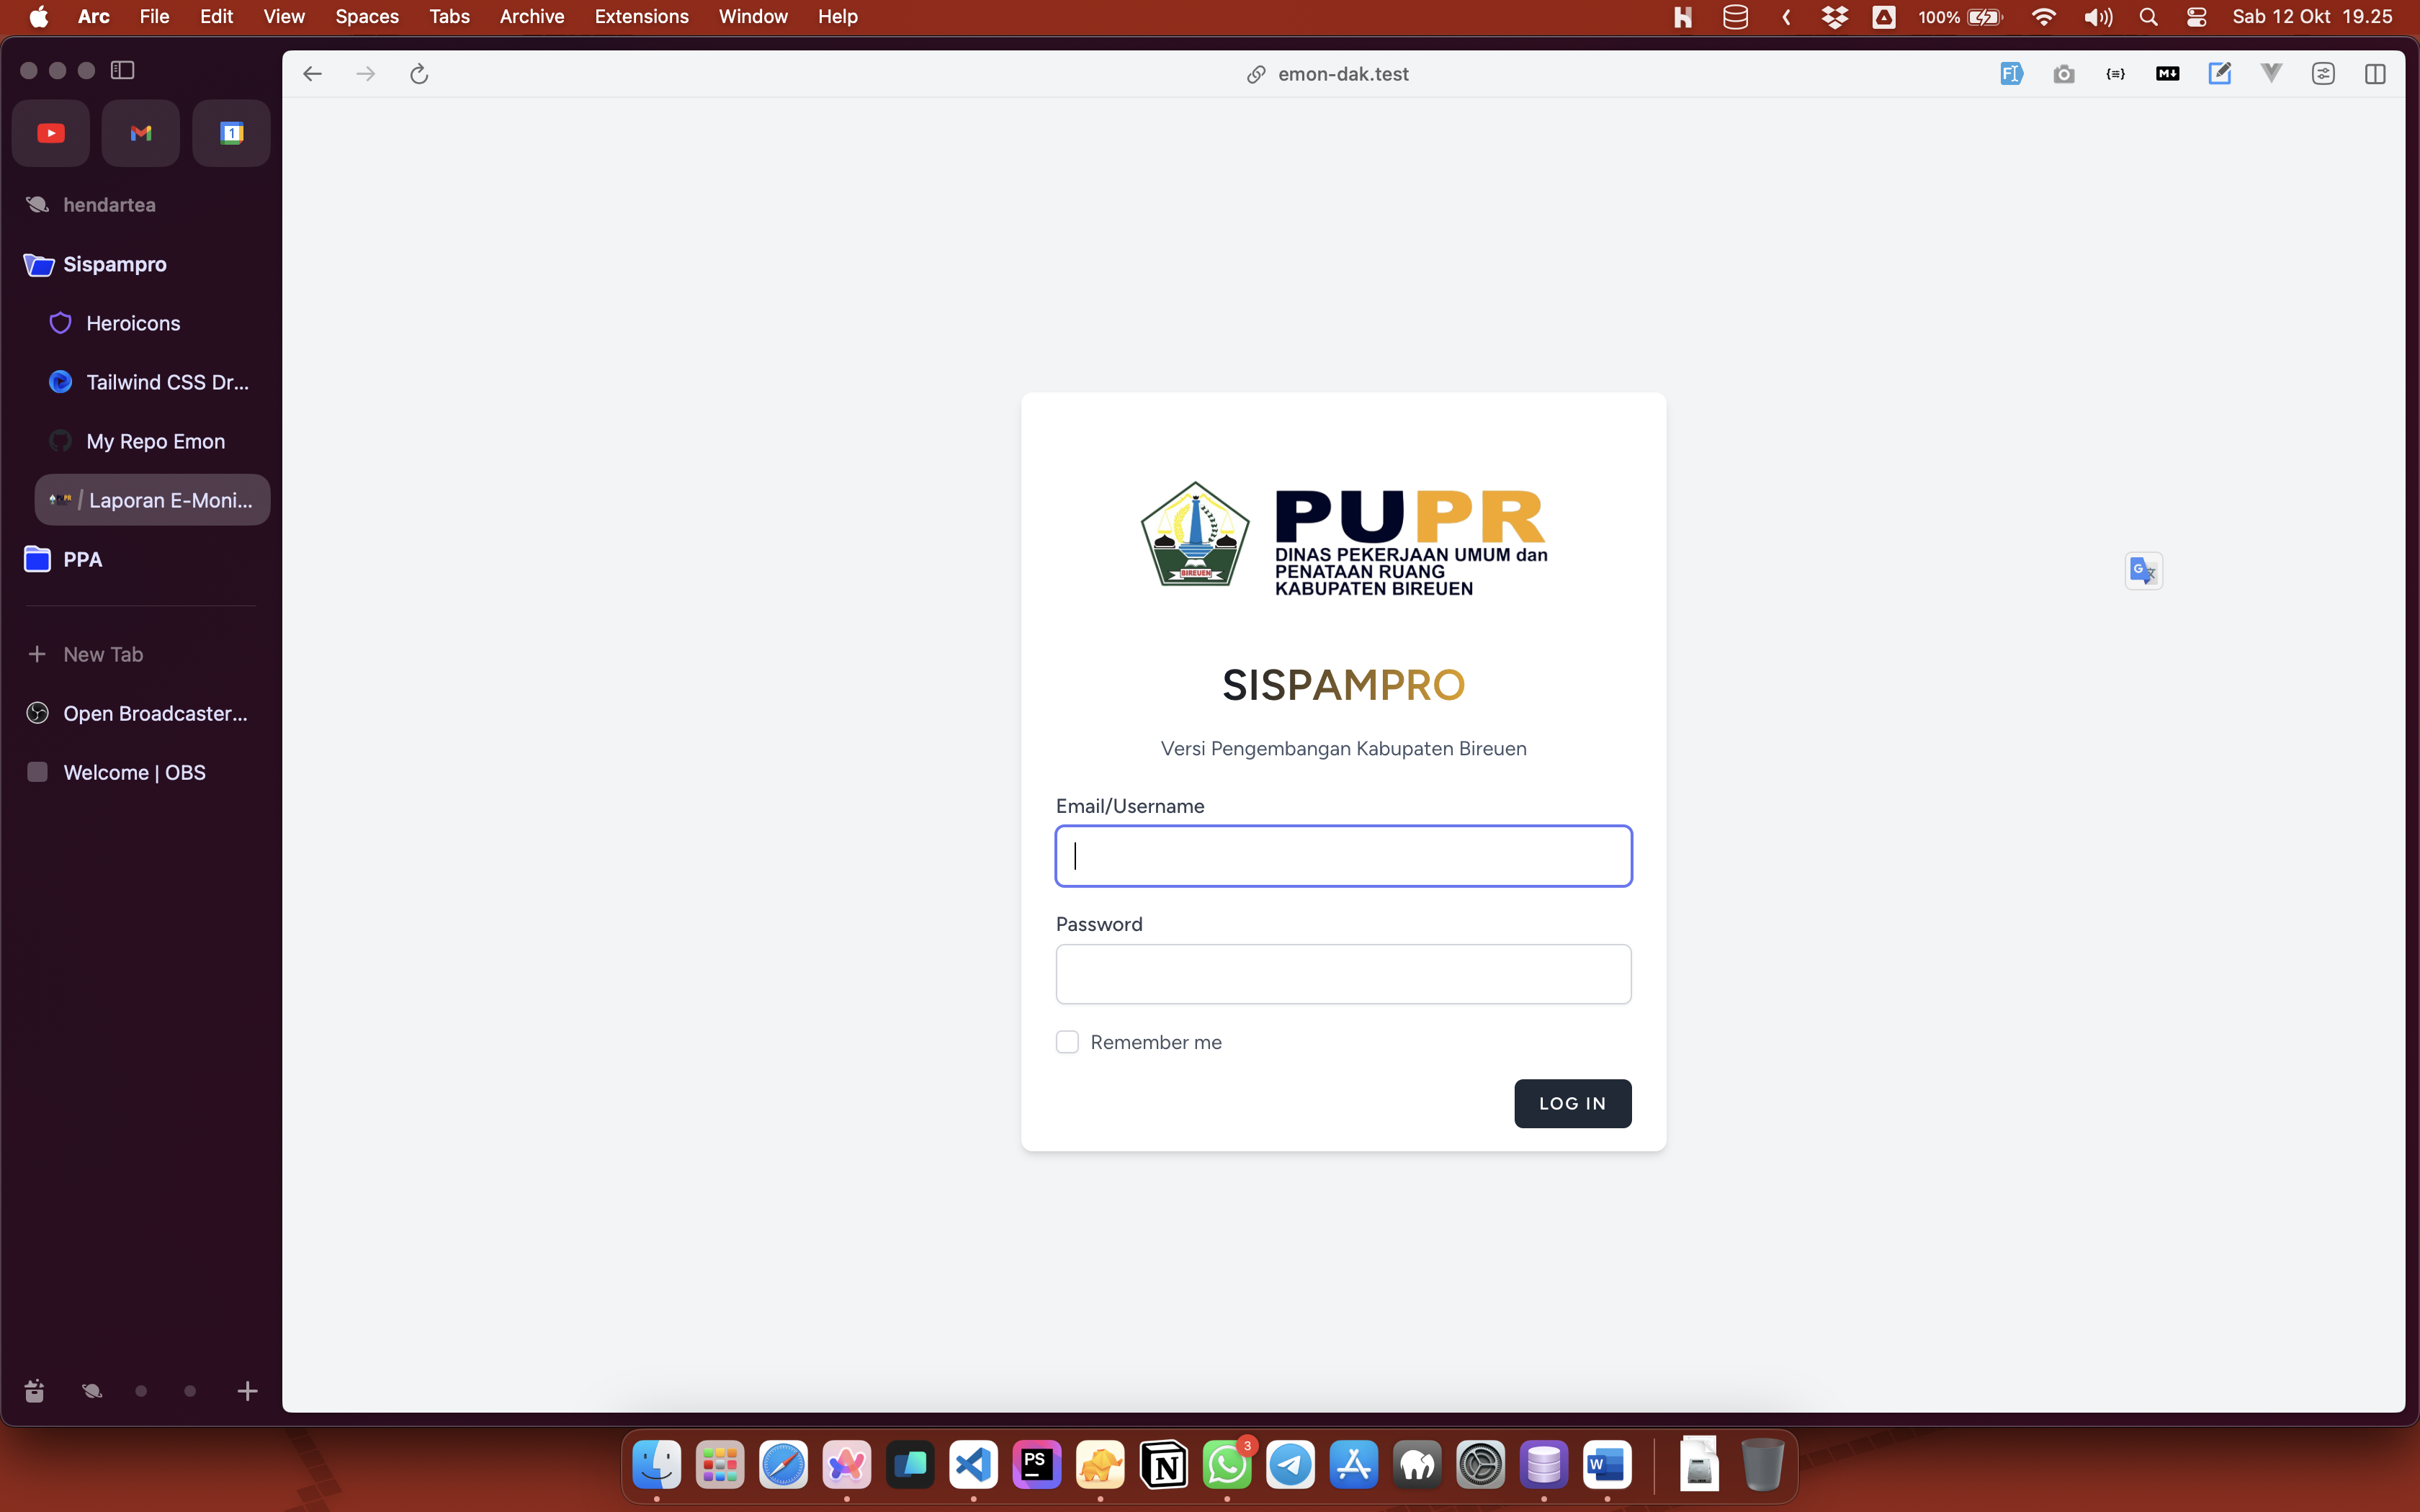 Arc File Edit View Spaces Tabs Archive Extensions Window Help
100% Sab 12 Okt 19.25
emon-dak.test
hendartea
Sispampro
Heroicons
Tailwind CSS Dr...
My Repo Emon
/ Laporan E-Moni...
PPA
New Tab
Open Broadcaster...
Welcome | OBS
BIREUEN
PUPR
DINAS PEKERJAAN UMUM dan
PENATAAN RUANG
KABUPATEN BIREUEN
SISPAMPRO
Versi Pengembangan Kabupaten Bireuen
Email/Username
Password
Remember me
LOG IN
PS
3
W